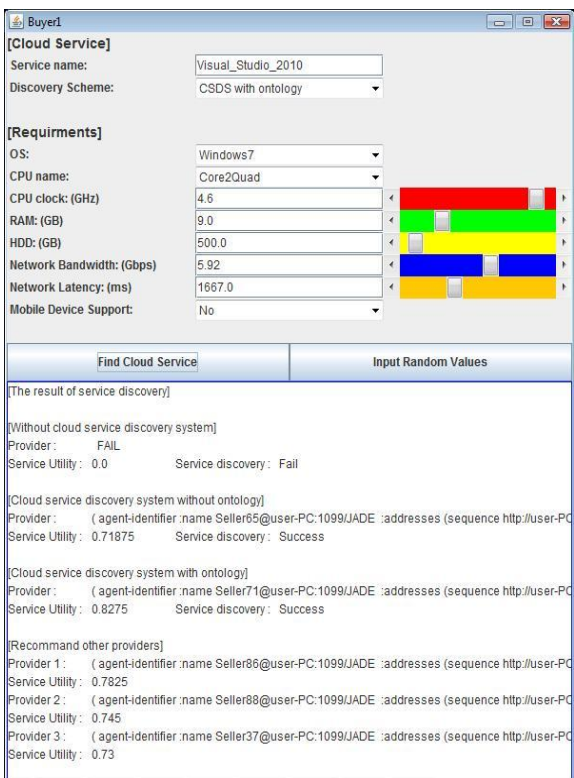 Buyer1
[Cloud Service]
Service name: Visual_Studio_2010
Discovery Scheme: CSDS with ontology
[Requirments]
OS: Windows7
CPU name: Core2Quad
CPU clock: (GHz) 4.6
RAM: (GB) 9.0
HDD: (GB) 500.0
Network Bandwidth: (Gbps) 5.92
Network Latency: (ms) 1667.0
Mobile Device Support: No
Find Cloud Service Input Random Values
[The result of service discovery]
[Without cloud service discovery system]
Provider : FAIL
Service Utility : 0.0 Service discovery : Fail
[Cloud service discovery system without ontology]
Provider : ( agent-identifier :name Seller65@user-PC:1099/JADE :addresses (sequence http://user-PC
Service Utility : 0.71875 Service discovery : Success
[Cloud service discovery system with ontology]
Provider : ( agent-identifier :name Seller71@user-PC:1099/JADE :addresses (sequence http://user-PC
Service Utility : 0.8275 Service discovery : Success
[Recommand other providers]
Provider 1 : ( agent-identifier :name Seller86@user-PC:1099/JADE :addresses (sequence http://user-PC
Service Utility : 0.7825
Provider 2 : ( agent-identifier :name Seller88@user-PC:1099/JADE :addresses (sequence http://user-PC
Service Utility : 0.745
Provider 3 : ( agent-identifier :name Seller37@user-PC:1099/JADE :addresses (sequence http://user-PC
Service Utility : 0.73